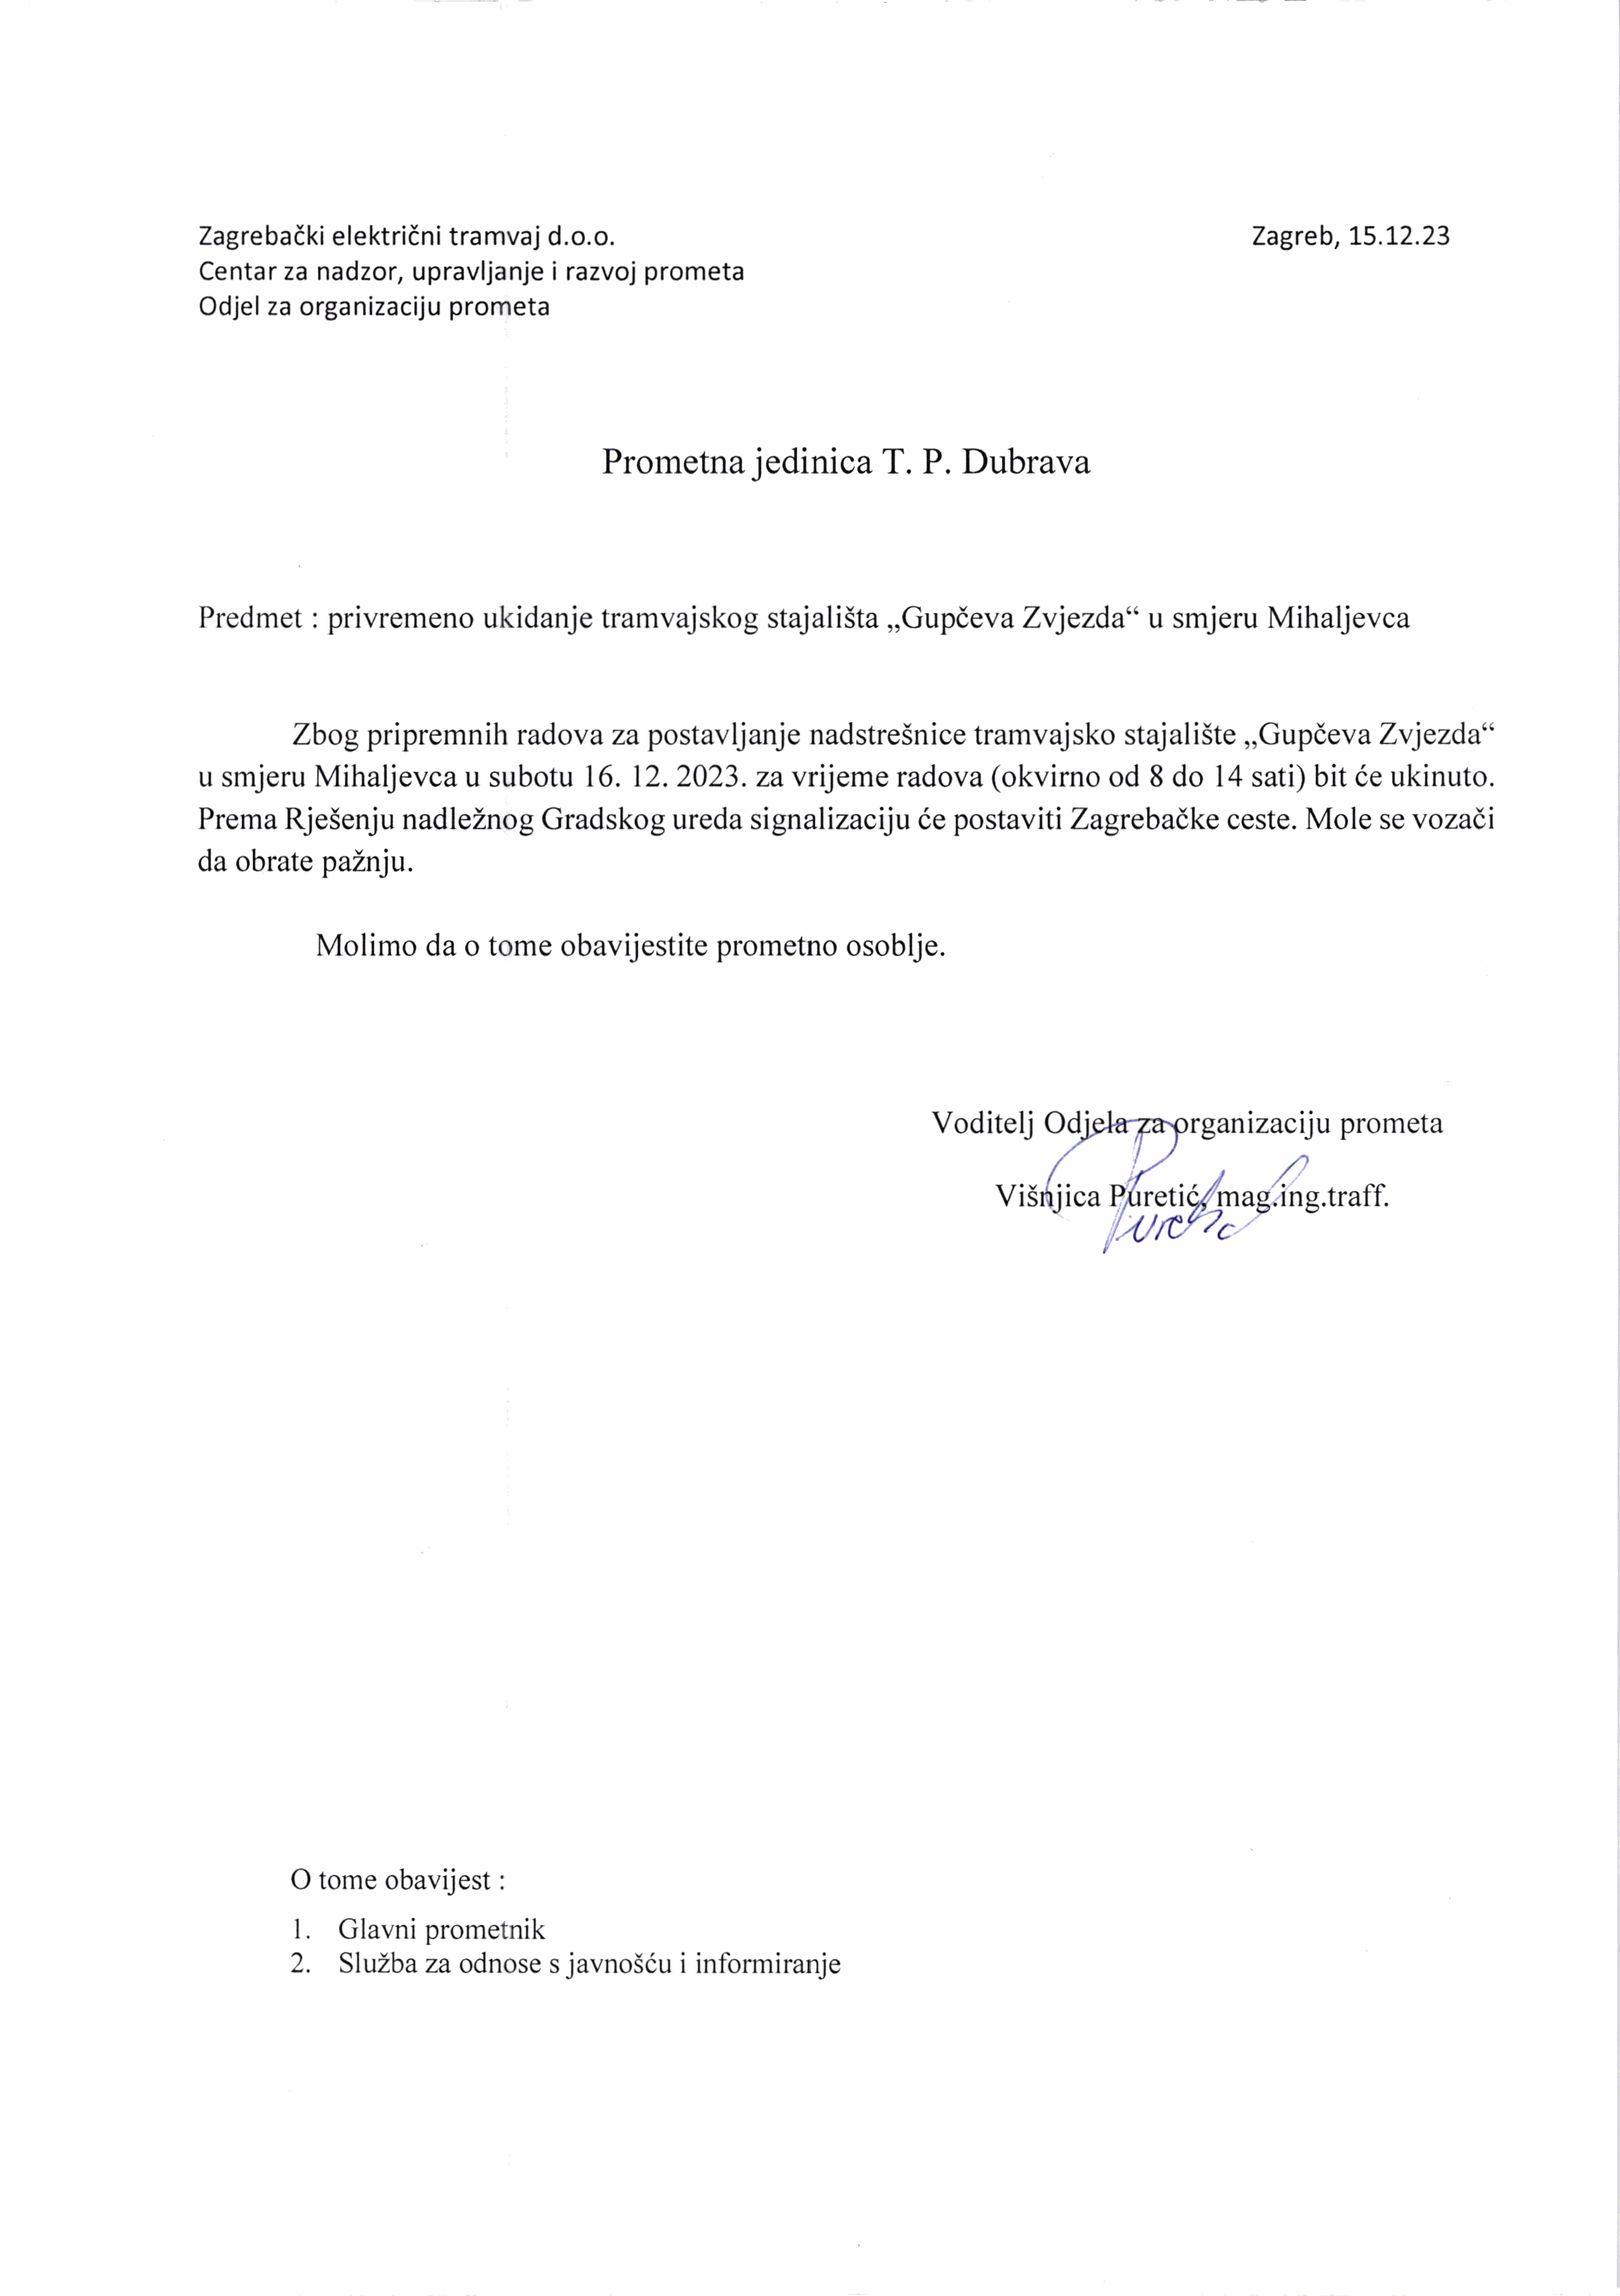 Zagrebački električni tramvaj d.o.o. Zagreb, 15.12.23
Centar za nadzor, upravljanje i razvoj prometa
Odjel za organizaciju prometa
Prometna jedinica T. P. Dubrava
Predmet : privremeno ukidanje tramvajskog stajališta „Gupčeva Zvjezda“ u smjeru Mihaljevca
Zbog pripremnih radova za postavljanje nadstrešnice tramvajsko stajalište „Gupčeva Zvjezda“
u smjeru Mihaljevca u subotu 16. 12. 2023. za vrijeme radova (okvirno od 8 do 14 sati) bit će ukinuto.
Prema Rješenju nadležnog Gradskog ureda signalizaciju će postaviti Zagrebačke ceste. Mole se vozači
da obrate pažnju.
Molimo da o tome obavijestite prometno osoblje.
Voditelj Odjela za organizaciju prometa
Višnjica Puretić, mag.ing.traff.
O tome obavijest :
1. Glavni prometnik
2. Služba za odnose s javnošću i informiranje